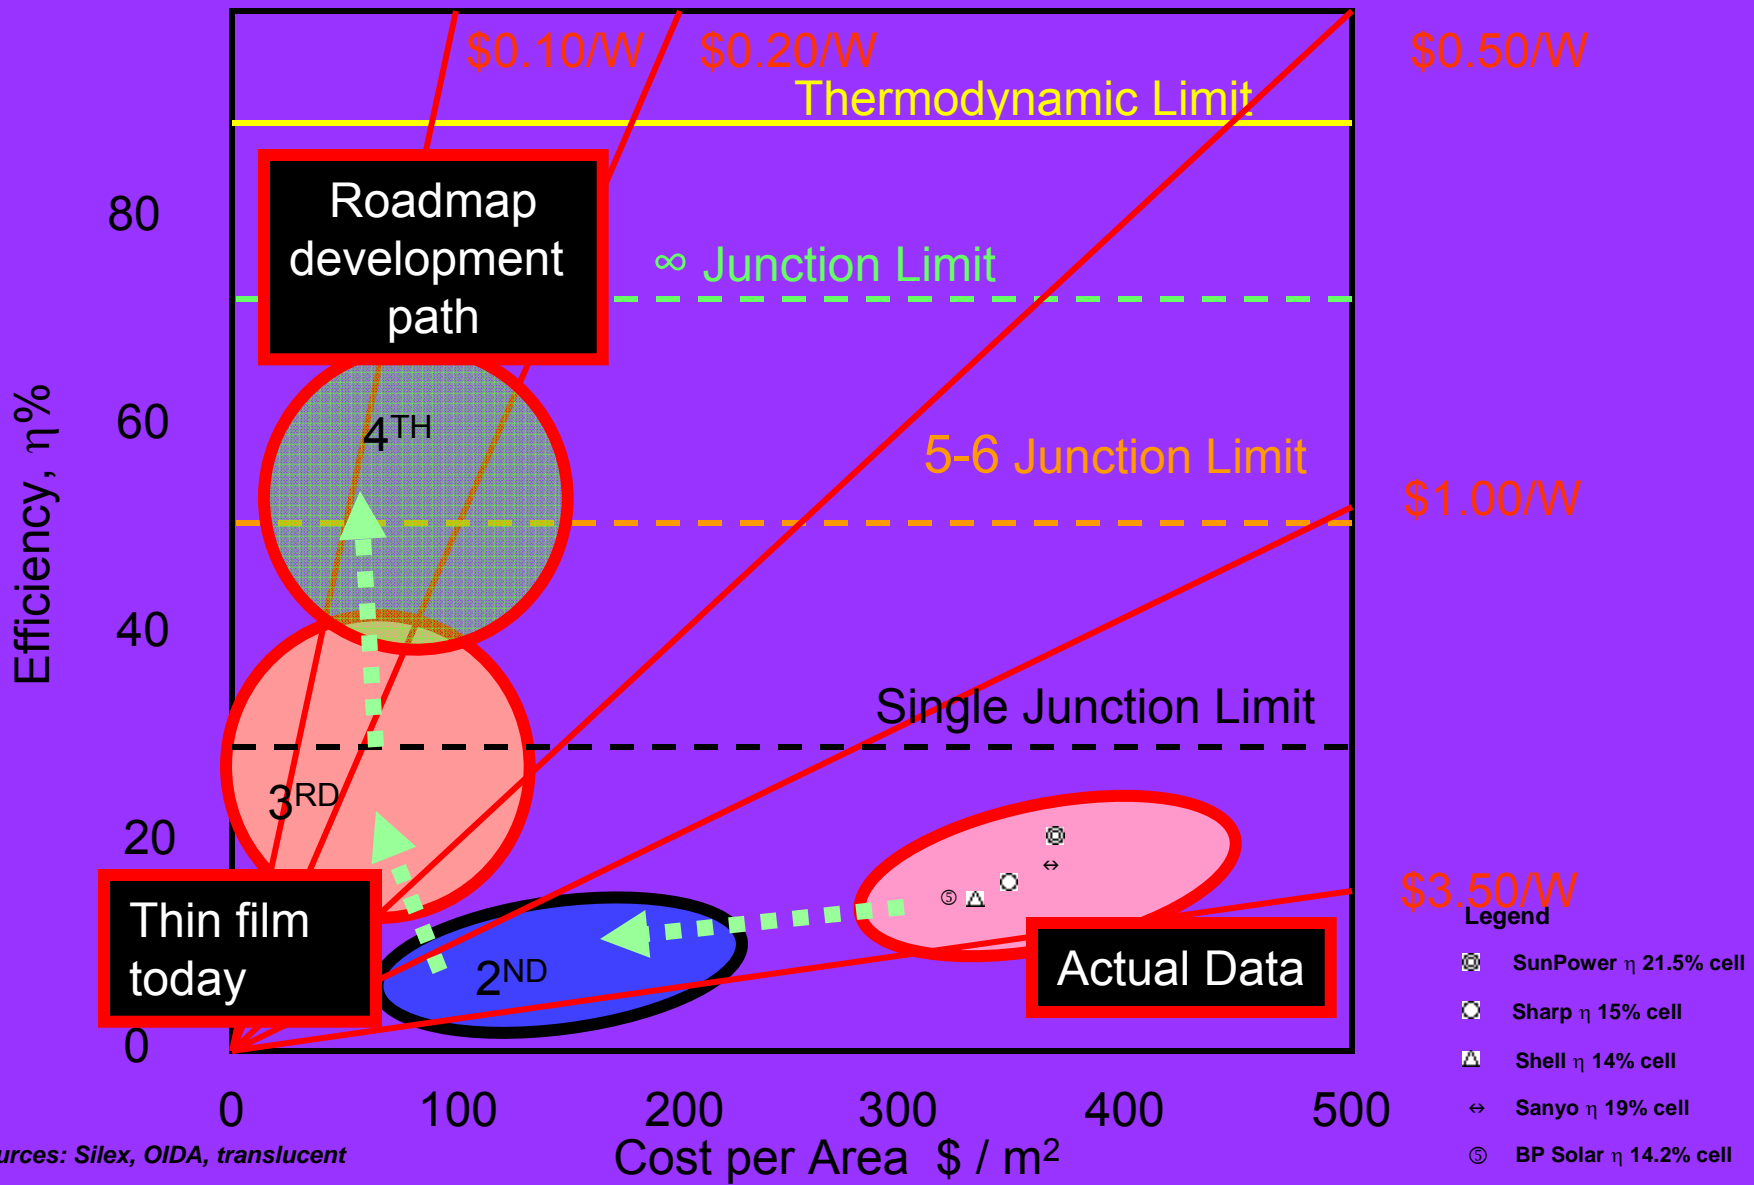 $0.10/W
$0.20/W
$0.50/W
Thermodynamic Limit
Roadmap
development
path
80
∞ Junction Limit
60
4TH
5-6 Junction Limit
$1.00/W
Efficiency, η%
40
Single Junction Limit
3RD
20
$3.50/W
Legend
Thin film
today
2ND
Actual Data
SunPower η 21.5% cell
Sharp η 15% cell
0
Shell η 14% cell
0 100 200 300 400 500
↔ Sanyo η 19% cell
Cost per Area $ / m2
urces: Silex, OIDA, translucent
⑤ BP Solar η 14.2% cell
⑤
↔